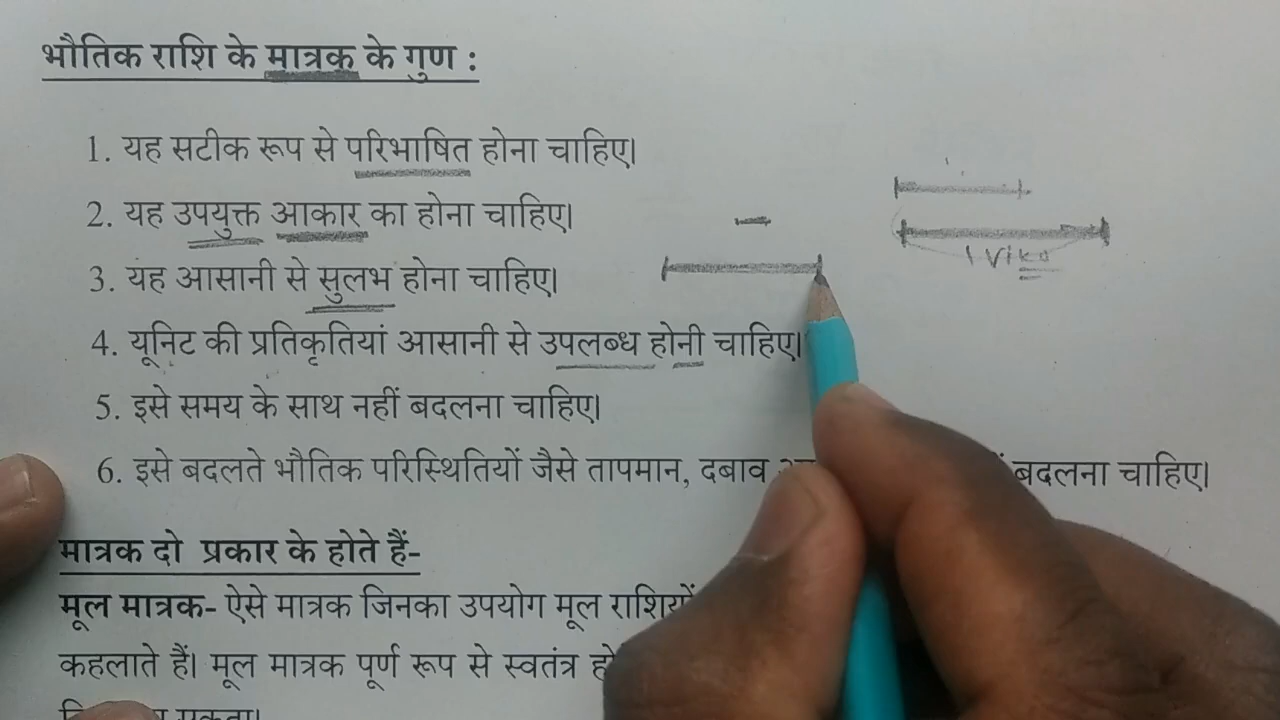 भौतिक राशि के मात्रक के गुण :
1. यह सटीक रूप से परिभाषित होना चाहिए।
2. यह उपयुक्त आकार का होना चाहिए।
3. यह आसानी से सुलभ होना चाहिए।
1 Viko
4. यूनिट की प्रतिकृतियां आसानी से उपलब्ध होनी चाहिए।
5. इसे समय के साथ नहीं बदलना चाहिए।
6. इसे बदलते भौतिक परिस्थितियों जैसे तापमान, दबाव बदलना चाहिए।
मात्रक दो प्रकार के होते हैं-
मूल मात्रक- ऐसे मात्रक जिनका उपयोग मूल राशियों
कहलाते हैं। मूल मात्रक पूर्ण रूप से स्वतंत्र